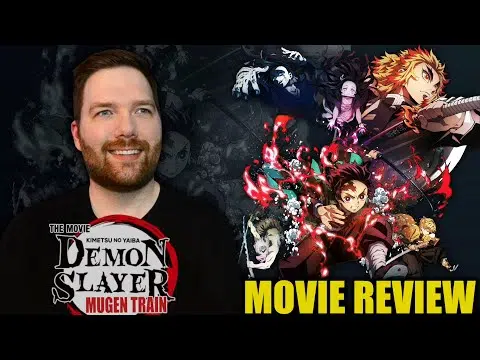 THE MOVIE
KIMETSU NO YAIBA
DEMON
SLAYER
MUGEN TRAIN
MOVIE REVIEW